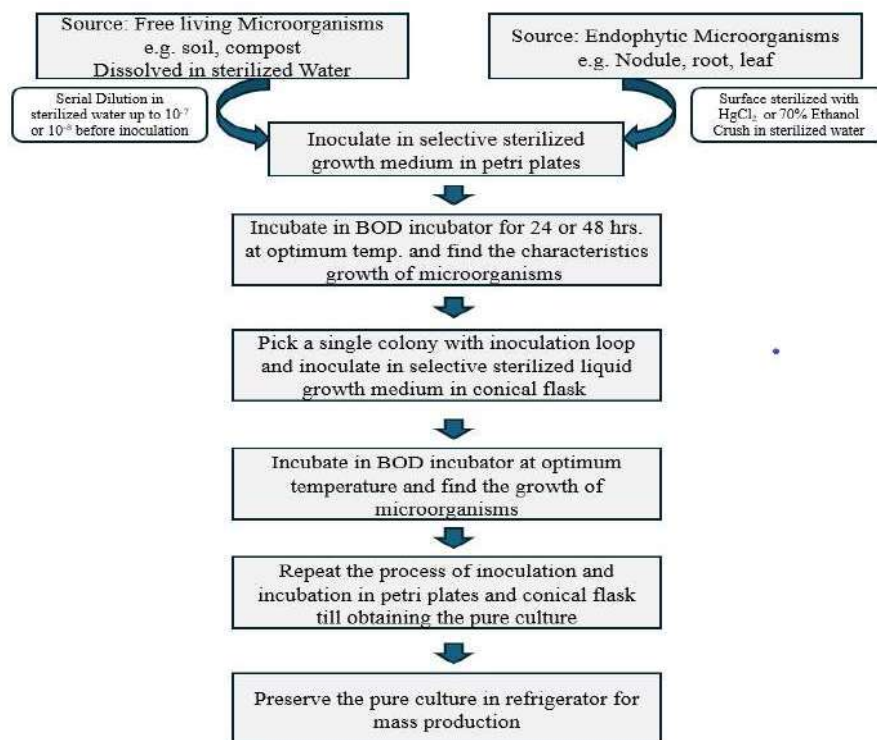 Source: Free living Microorganisms
e.g. soil, compost
Dissolved in sterilized Water
Source: Endophytic Microorganisms
e.g. Nodule, root, leaf
Serial Dilution in
sterilized water up to 10⁻⁷
or 10⁻⁸ before inoculation
Surface sterilized with
HgCl₂ or 70% Ethanol
Crush in sterilized water
Inoculate in selective sterilized
growth medium in petri plates
Incubate in BOD incubator for 24 or 48 hrs.
at optimum temp. and find the characteristics
growth of microorganisms
Pick a single colony with inoculation loop
and inoculate in selective sterilized liquid
growth medium in conical flask
Incubate in BOD incubator at optimum
temperature and find the growth of
microorganisms
Repeat the process of inoculation and
incubation in petri plates and conical flask
till obtaining the pure culture
Preserve the pure culture in refrigerator for
mass production